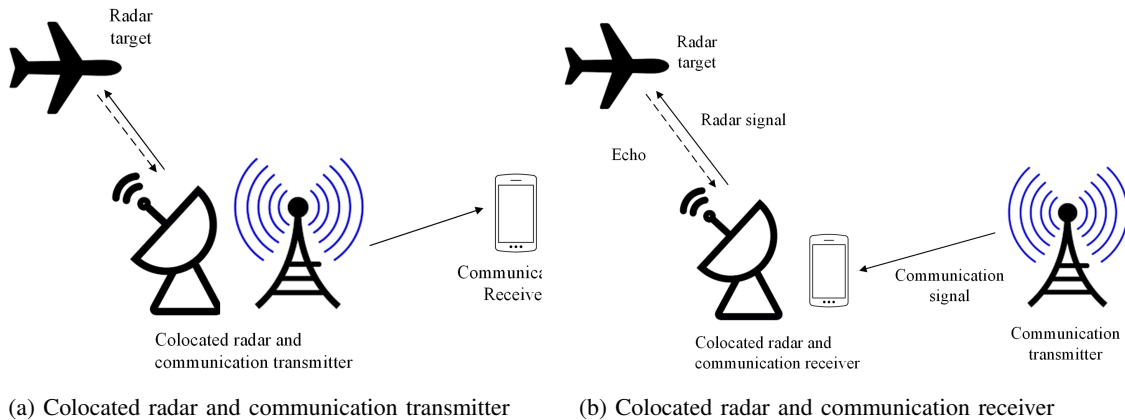 Radar
target
Communica
Receive
Colocated radar and
communication transmitter
(a) Colocated radar and communication transmitter
Radar
target
Radar signal
Echo
Communication
signal
Colocated radar and
communication receiver
Communication
transmitter
(b) Colocated radar and communication receiver